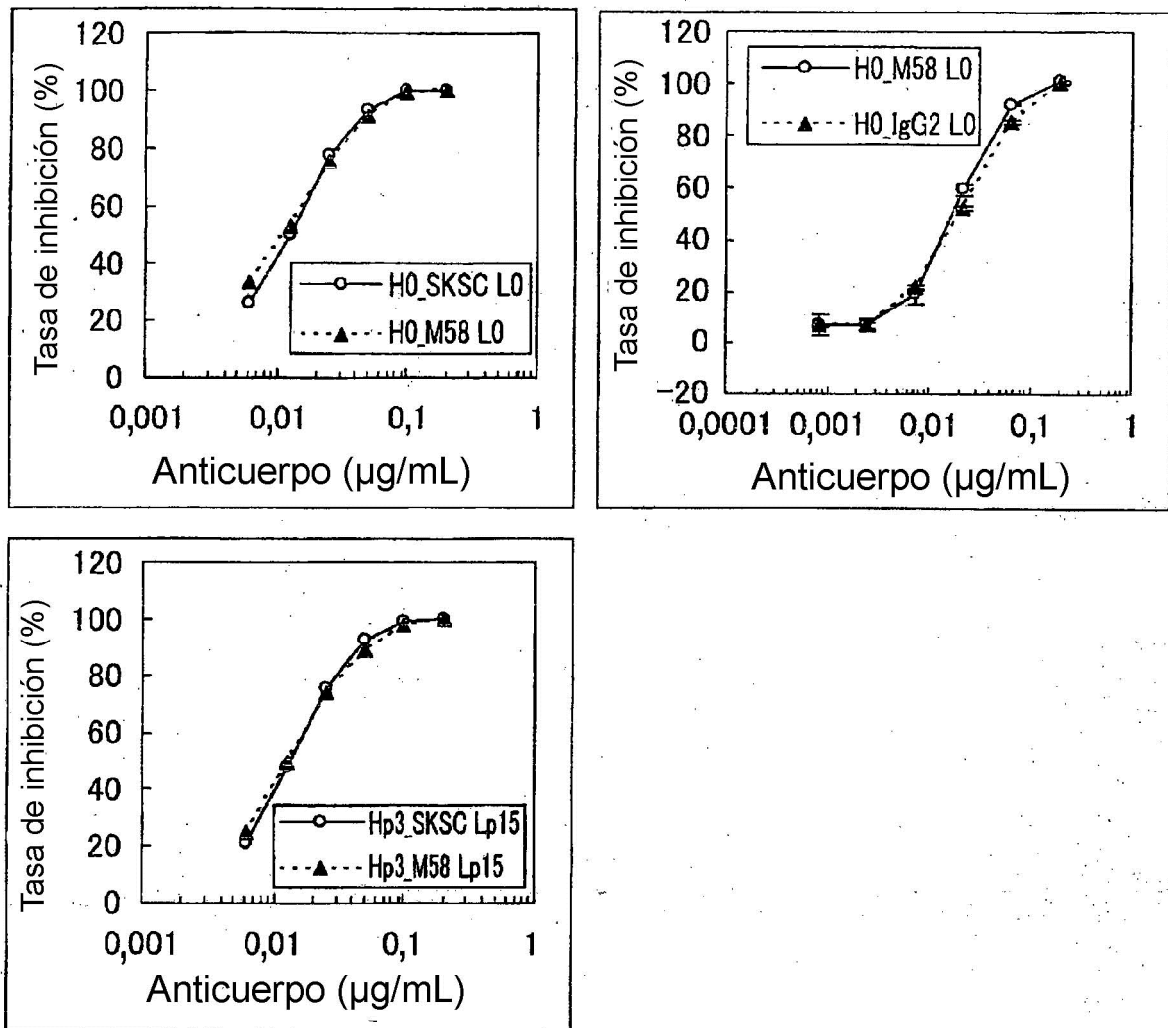 Tasa de inhibición (%)
120
100
80
60
40
20
0
H0_SKSC L0
H0_M58 L0
0,001 0,01 0,1 1
Anticuerpo (µg/mL)
Tasa de inhibición (%)
120
100
80
60
40
20
0
-20
H0_M58 L0
H0_IgG2 L0
0,0001 0,001 0,01 0,1 1
Anticuerpo (µg/mL)
Tasa de inhibición (%)
120
100
80
60
40
20
0
Hp3_SKSC Lp15
Hp3_M58 Lp15
0,001 0,01 0,1 1
Anticuerpo (µg/mL)